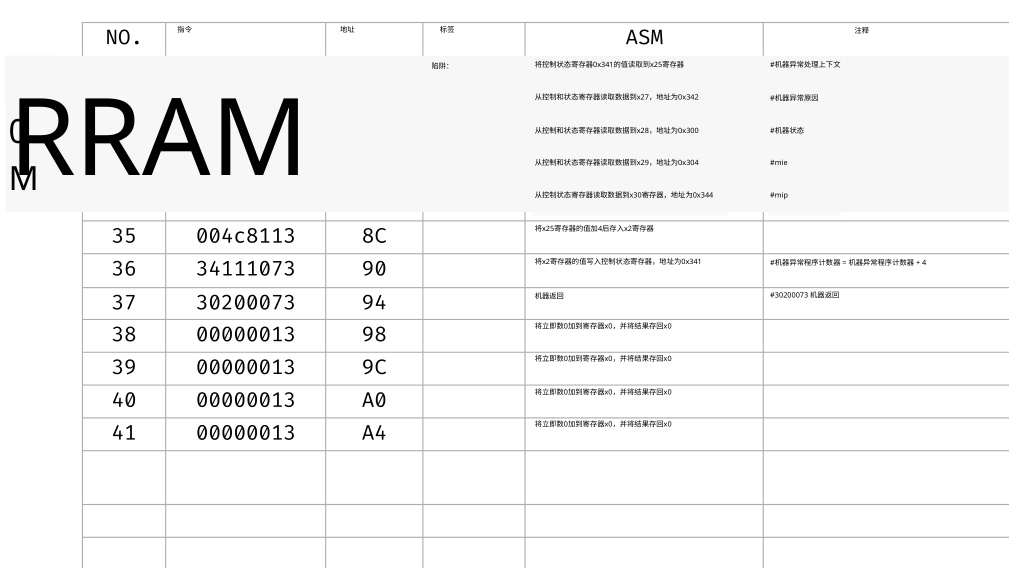 NO. 指令 地址 标签 ASM 注释
陷阱: 将控制状态寄存器0x341的值读取到x25寄存器 #机器异常处理上下文
从控制和状态寄存器读取数据到x27，地址为0x342 #机器异常原因
RRAM
从控制和状态寄存器读取数据到x28，地址为0x300 #机器状态
从控制和状态寄存器读取数据到x29，地址为0x304 #mie
M
从控制状态寄存器读取数据到x30寄存器，地址为0x344 #mip
35 004c8113 8C 将x25寄存器的值加4后存入x2寄存器
36 34111073 90 将x2寄存器的值写入控制状态寄存器，地址为0x341 #机器异常程序计数器 = 机器异常程序计数器 + 4
37 30200073 94 机器返回 #30200073 机器返回
38 00000013 98 将立即数0加到寄存器x0，并将结果存回x0
39 00000013 9C 将立即数0加到寄存器x0，并将结果存回x0
40 00000013 A0 将立即数0加到寄存器x0，并将结果存回x0
41 00000013 A4 将立即数0加到寄存器x0，并将结果存回x0